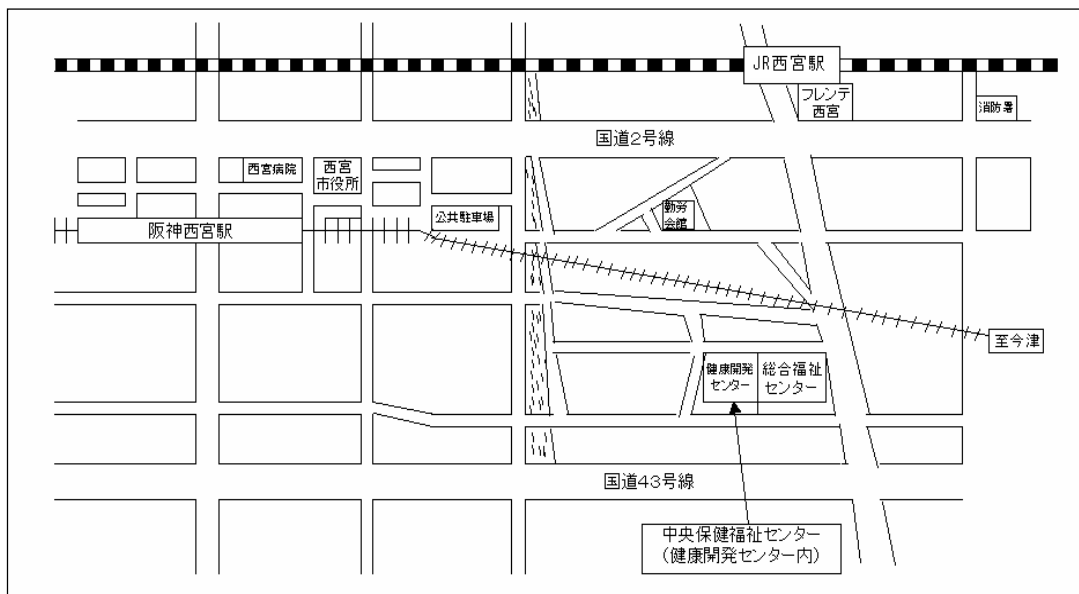 JR西宮駅
フレンテ
西宮
消防署
国道2号線
西宮病院
西宮
市役所
公共駐車場
勤労
会館
阪神西宮駅
至今津
健康開発
センター
総合福祉
センター
国道43号線
中央保健福祉センター
(健康開発センター内)